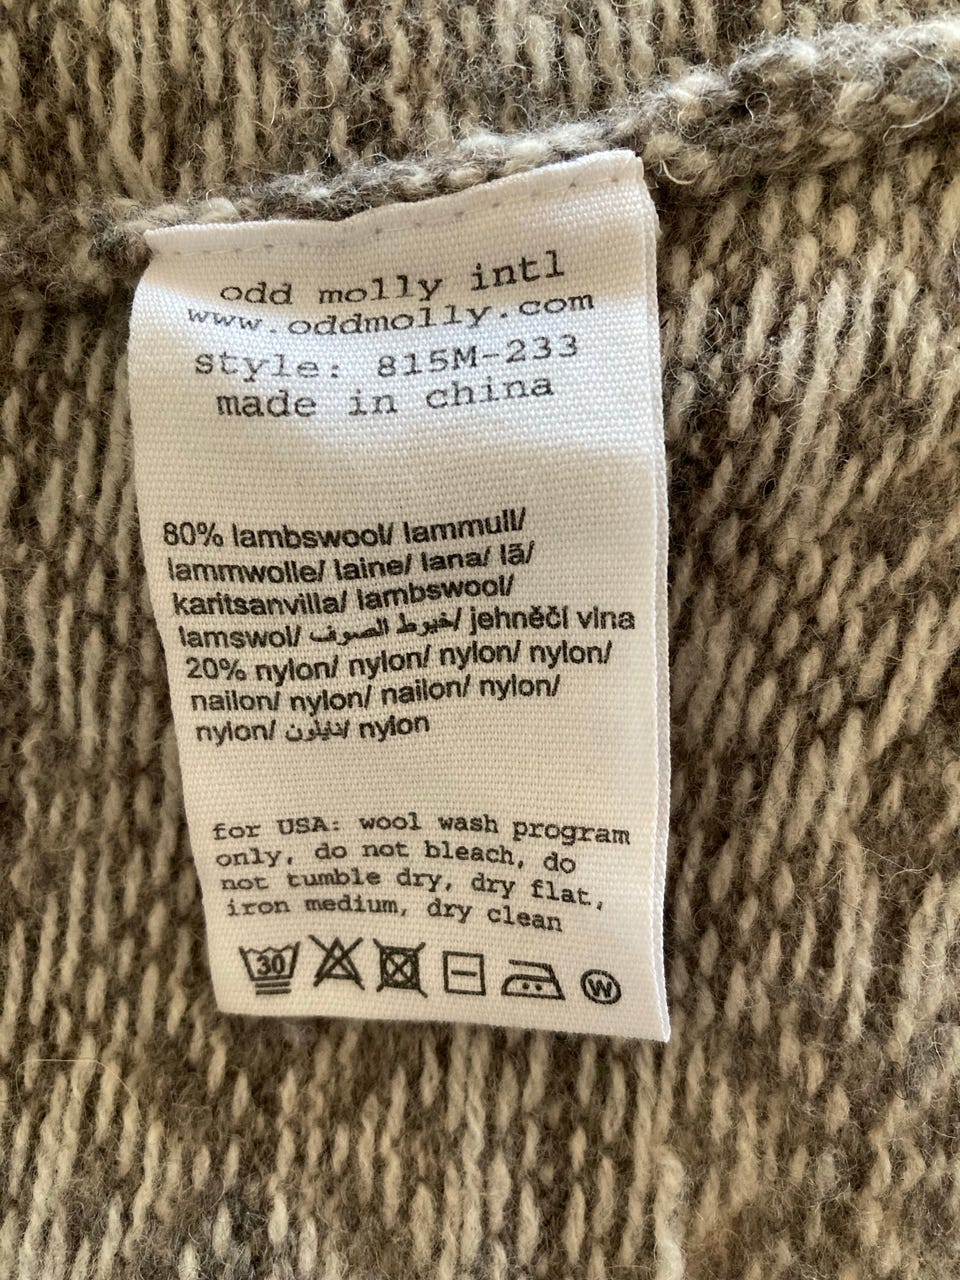 odd molly intl
www.oddmolly.com
style: 815M-233
made in china
80% lambswool/ lammull/
lammwolle/ laine/ lana/ lã/
karitsanvilla/ lambswool/
lamswol/ خيوط الصوف/ jehněčí vlna
20% nylon/ nylon/ nylon/ nylon/
nailon/ nylon/ nailon/ nylon/
nylon/ نايلون/ nylon
for USA: wool wash program
only, do not bleach, do
not tumble dry, dry flat,
iron medium, dry clean
30 W